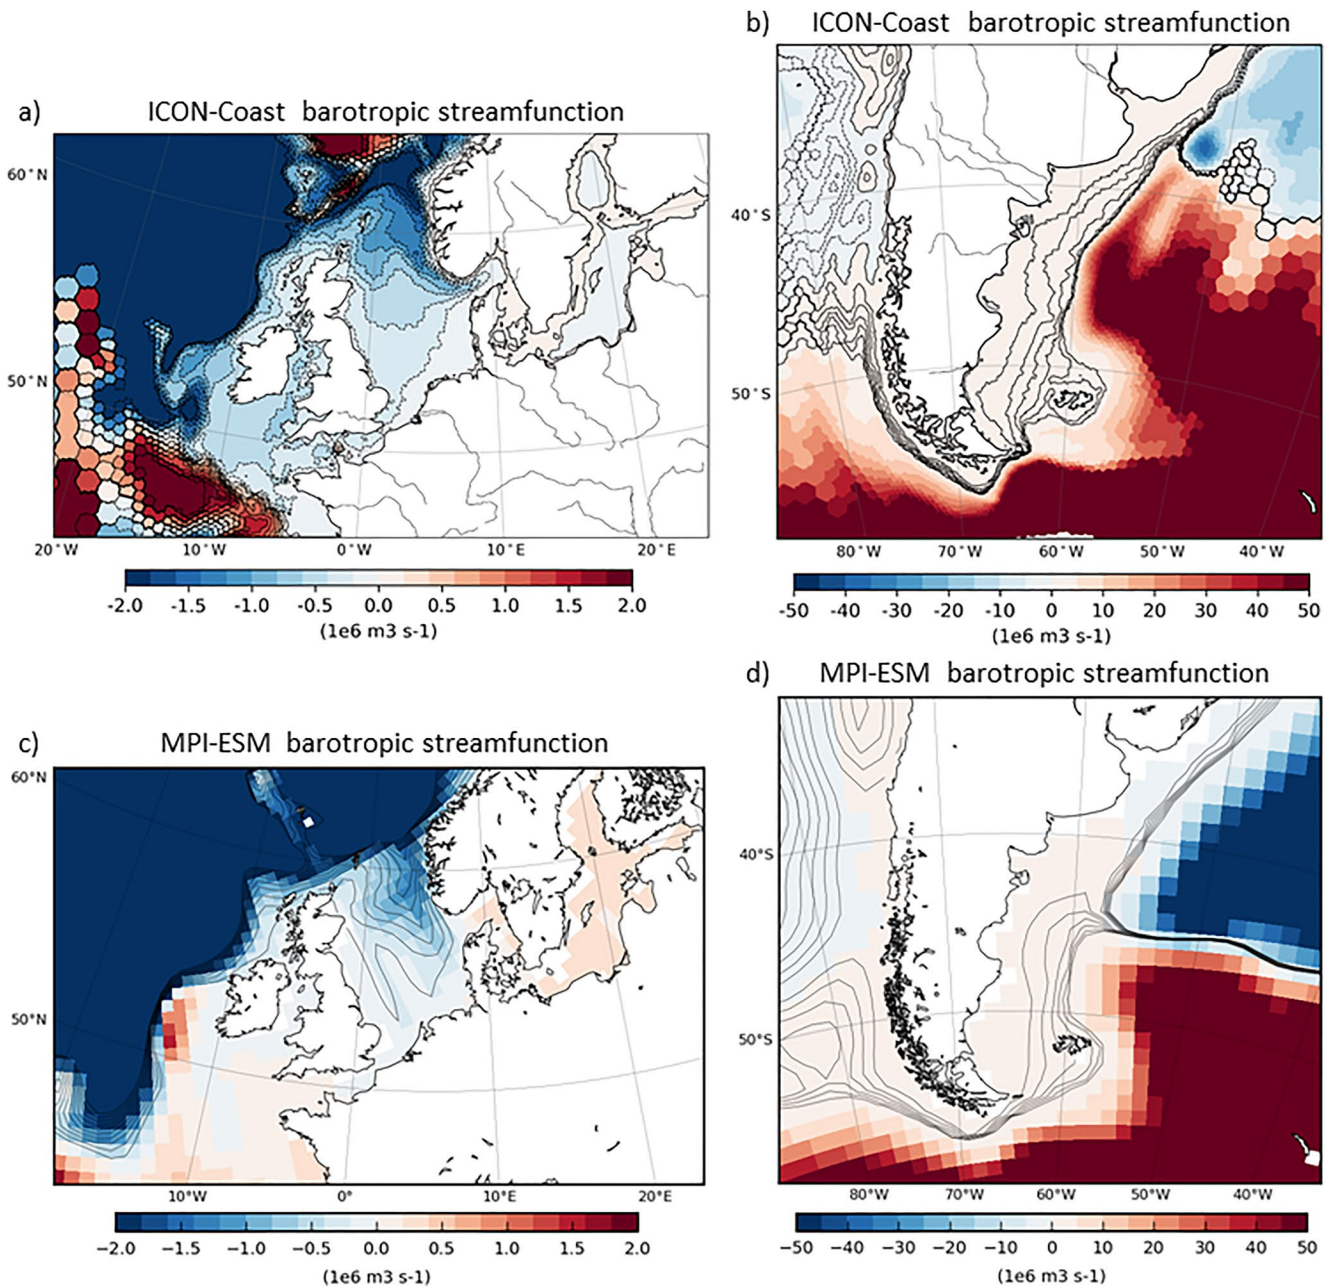 a)
ICON-Coast barotropic streamfunction
60°N
50°N
20°W 10°W 0°W 10°E 20°E
-2.0 -1.5 -1.0 -0.5 0.0 0.5 1.0 1.5 2.0
(1e6 m3 s-1)
b)
ICON-Coast barotropic streamfunction
40°S
50°S
80°W 70°W 60°W 50°W 40°W
-50 -40 -30 -20 -10 0 10 20 30 40 50
(1e6 m3 s-1)
c)
MPI-ESM barotropic streamfunction
60°N
50°N
10°W 0° 10°E 20°E
−2.0 −1.5 −1.0 −0.5 0.0 0.5 1.0 1.5 2.0
(1e6 m3 s-1)
d)
MPI-ESM barotropic streamfunction
40°S
50°S
80°W 70°W 60°W 50°W 40°W
−50 −40 −30 −20 −10 0 10 20 30 40 50
(1e6 m3 s-1)